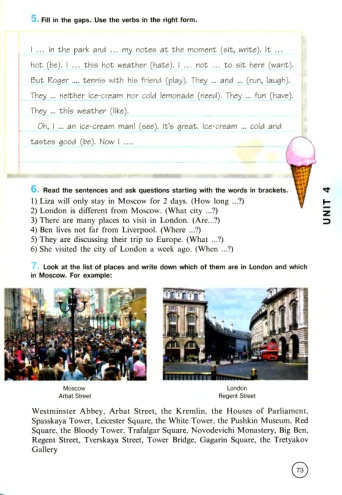 5. Fill in the gaps. Use the verbs in the right form.
I ... in the park and ... my notes at the moment (sit, write). It ...
hot (be). I ... this hot weather (hate). I ... not ... to sit here (want).
But Roger ... tennis with his friend (play). They ... and ... (run, laugh).
They ... neither ice-cream nor cold lemonade (need). They ... fun (have).
They ... this weather (like).
Oh, I ... an ice-cream man! (see). It's great. Ice-cream ... cold and
tastes good (be). Now I ....
6. Read the sentences and ask questions starting with the words in brackets.
1) Liza will only stay in Moscow for 2 days. (How long ...?)
2) London is different from Moscow. (What city ...?)
3) There are many places to visit in London. (Are...?)
4) Ben lives not far from Liverpool. (Where ...?)
5) They are discussing their trip to Europe. (What ...?)
6) She visited the city of London a week ago. (When ...?)
UNIT 4
7. Look at the list of places and write down which of them are in London and which
in Moscow. For example:
Moscow
Arbat Street
London
Regent Street
Westminster Abbey, Arbat Street, the Kremlin, the Houses of Parliament,
Spasskaya Tower, Leicester Square, the White Tower, the Pushkin Museum, Red
Square, the Bloody Tower, Trafalgar Square, Novodevichi Monastery, Big Ben,
Regent Street, Tverskaya Street, Tower Bridge, Gagarin Square, the Tretyakov
Gallery
73